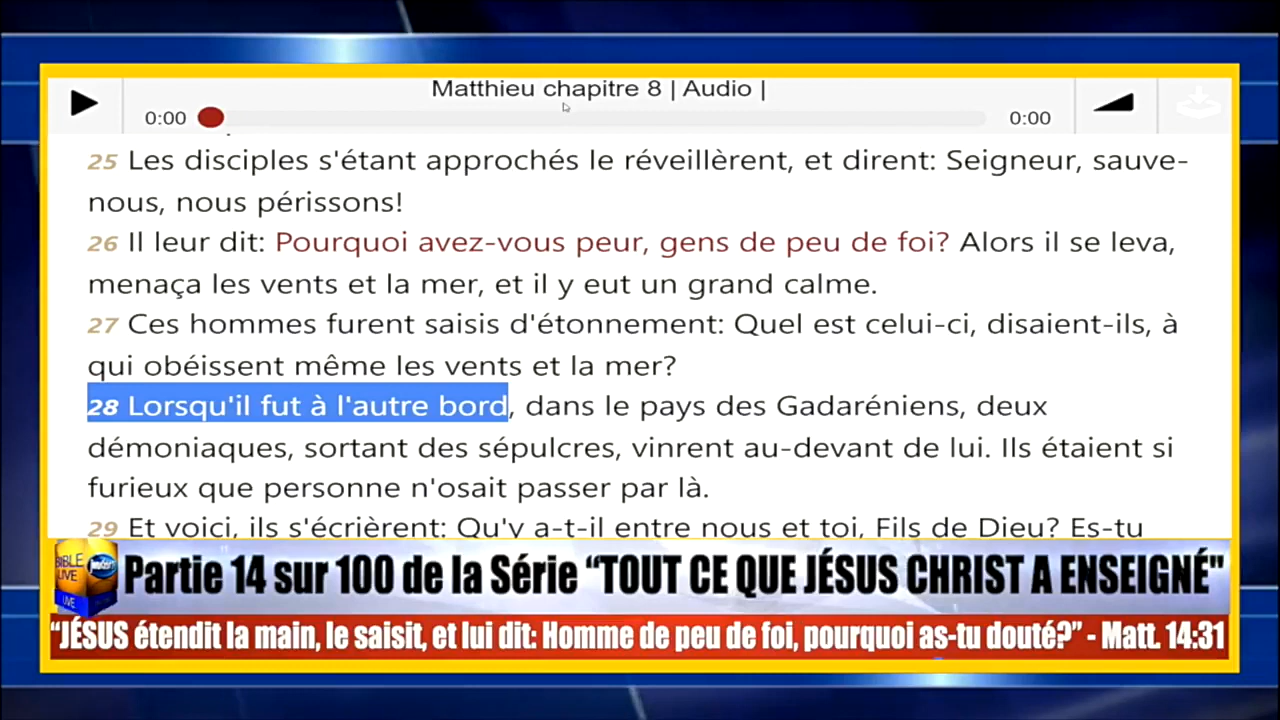 Matthieu chapitre 8 | Audio |
0:00
0:00
25 Les disciples s'étant approchés le réveillèrent, et dirent: Seigneur, sauve-
nous, nous périssons!
26 Il leur dit: Pourquoi avez-vous peur, gens de peu de foi? Alors il se leva,
menaça les vents et la mer, et il y eut un grand calme.
27 Ces hommes furent saisis d'étonnement: Quel est celui-ci, disaient-ils, à
qui obéissent même les vents et la mer?
28 Lorsqu'il fut à l'autre bord, dans le pays des Gadaréniens, deux
démoniaques, sortant des sépulcres, vinrent au-devant de lui. Ils étaient si
furieux que personne n'osait passer par là.
29 Et voici, ils s'écrièrent: Qu'y a-t-il entre nous et toi, Fils de Dieu? Es-tu
BIBLE
LIVE
LIVE
Partie 14 sur 100 de la Série “TOUT CE QUE JÉSUS CHRIST A ENSEIGNÉ"
“JÉSUS étendit la main, le saisit, et lui dit: Homme de peu de foi, pourquoi as-tu douté?” - Matt. 14:31